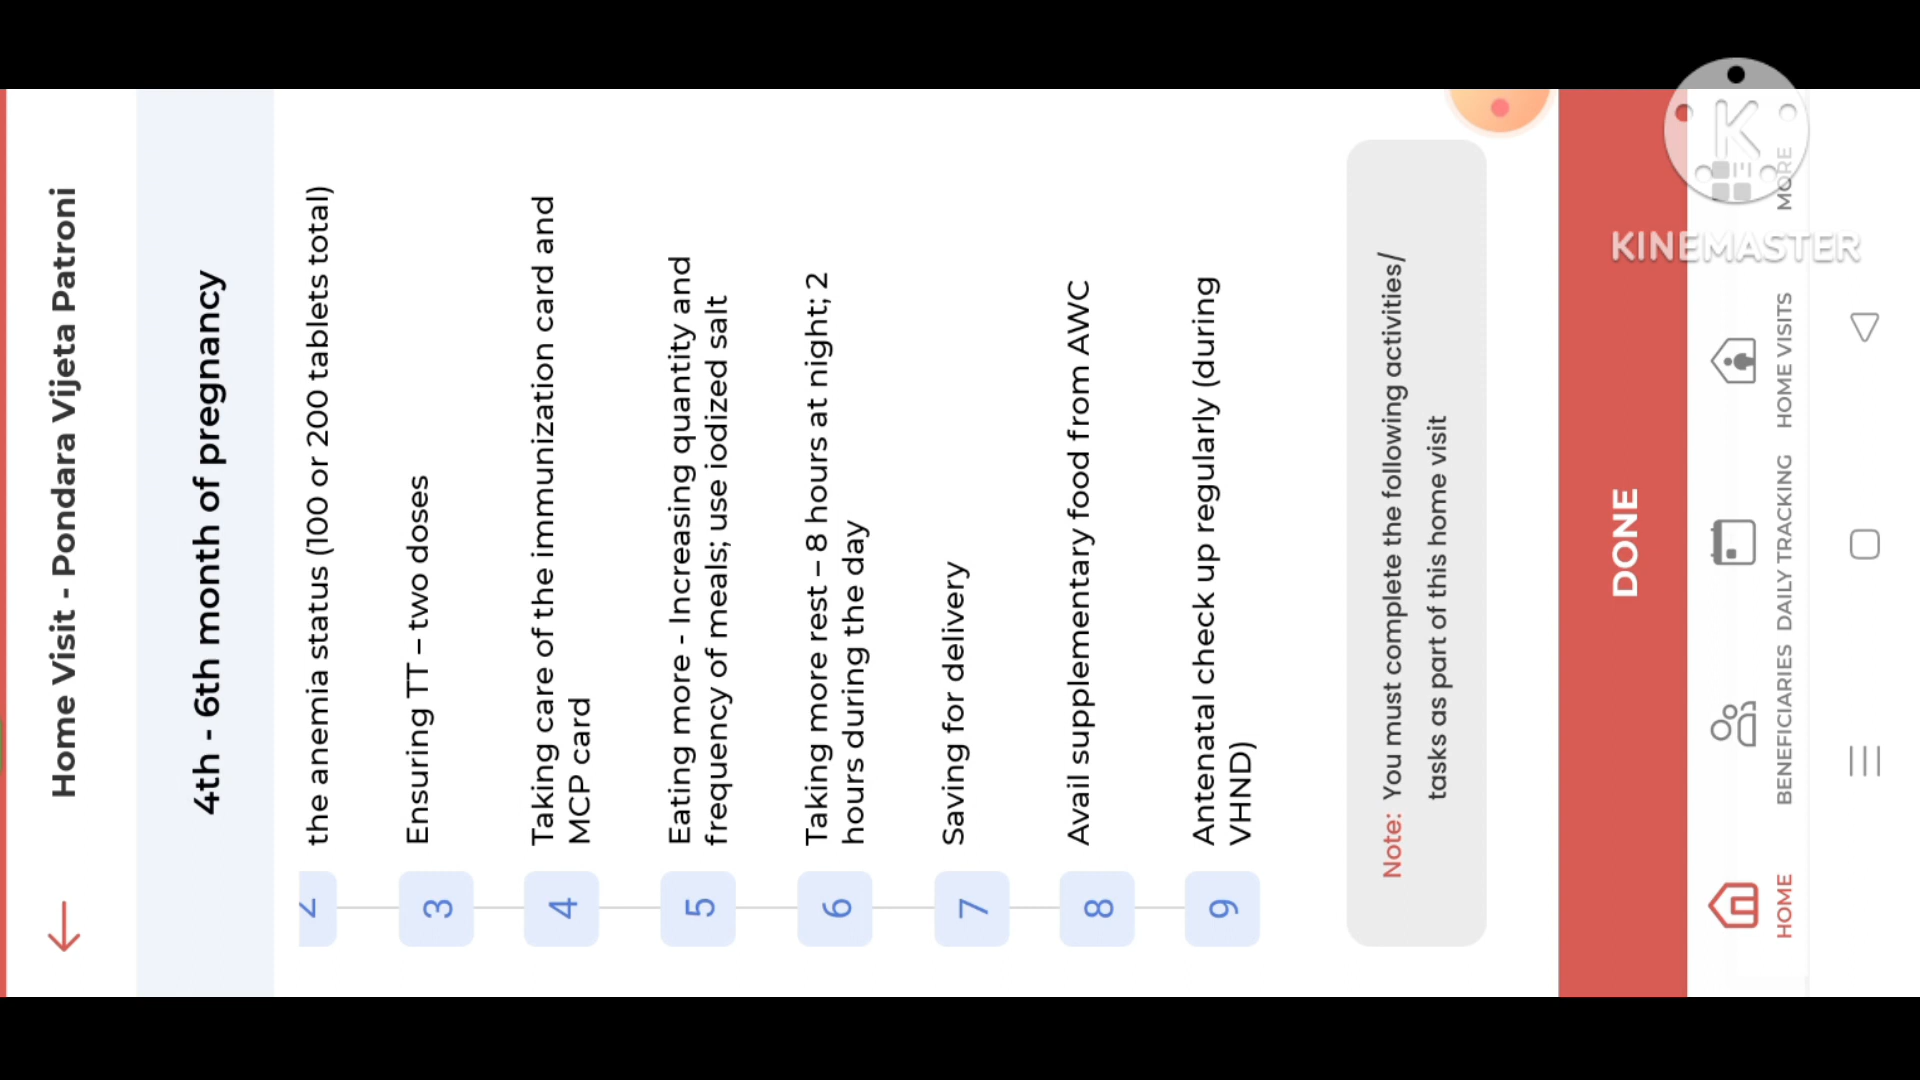 Home Visit - Pondara Vijeta Patroni
4th - 6th month of pregnancy
the anemia status (100 or 200 tablets total)
3
Ensuring TT – two doses
4
Taking care of the immunization card and
MCP card
5
Eating more - Increasing quantity and
frequency of meals; use iodized salt
6
Taking more rest – 8 hours at night; 2
hours during the day
7
Saving for delivery
8
Avail supplementary food from AWC
9
Antenatal check up regularly (during
VHND)
Note: You must complete the following activities/
tasks as part of this home visit
DONE
HOME
BENEFICIARIES
DAILY TRACKING
HOME VISITS
MORE
K
KINEMASTER